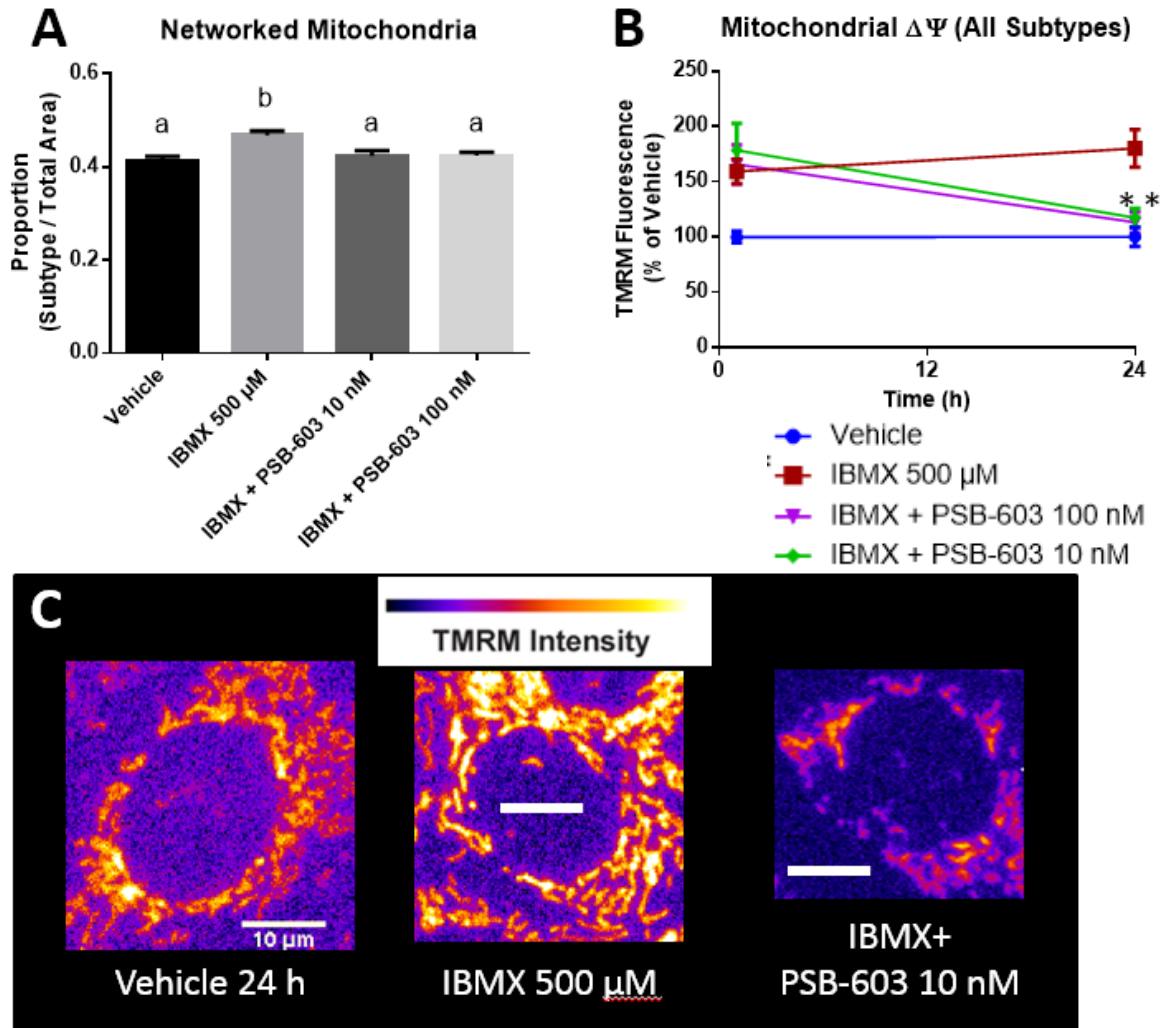 A
Networked Mitochondria
Proportion
(Subtype / Total Area)
0.6
0.4
0.2
0.0
a
b
a
a
Vehicle
IBMX 500 µM
IBMX + PSB-603 10 nM
IBMX + PSB-603 100 nM
B
Mitochondrial ΔΨ (All Subtypes)
TMRM Fluorescence
(% of Vehicle)
250
200
150
100
50
0
* *
0
12
24
Time (h)
Vehicle
IBMX 500 µM
IBMX + PSB-603 100 nM
IBMX + PSB-603 10 nM
C
TMRM Intensity
10 µm
Vehicle 24 h
IBMX 500 µM
IBMX+
PSB-603 10 nM